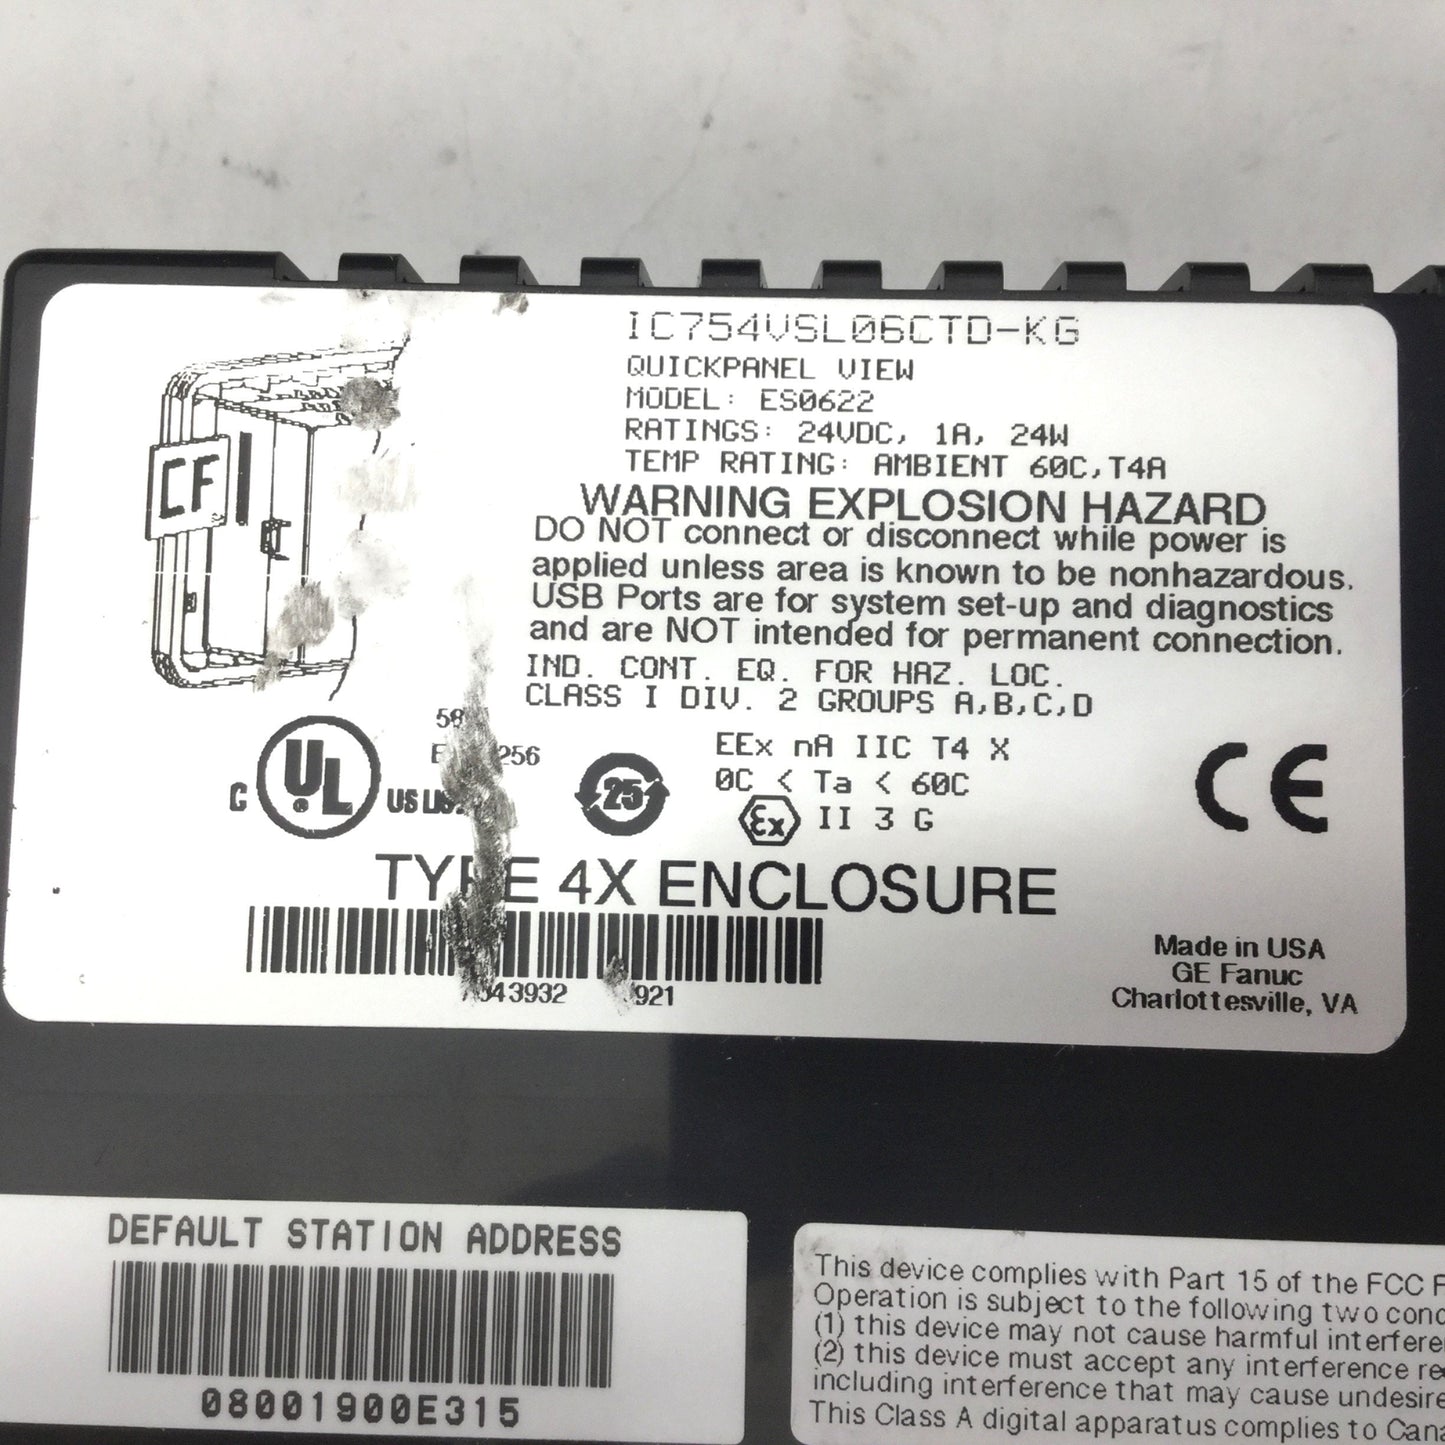 IC754VSL06CTD-KG
QUICKPANEL VIEW
MODEL: ES0622
RATINGS: 24VDC, 1A, 24W
TEMP RATING: AMBIENT 60C,T4A
CF
WARNING EXPLOSION HAZARD
DO NOT connect or disconnect while power is
applied unless area is known to be nonhazardous.
USB Ports are for system set-up and diagnostics
and are NOT intended for permanent connection.
IND. CONT. EQ. FOR HAZ. LOC.
CLASS I DIV. 2 GROUPS A,B,C,D
C UL ® US
25
EEx nA IIC T4 X
0C < Ta < 60C
Ex II 3 G
CE
TYPE 4X ENCLOSURE
Made in USA
GE Fanuc
Charlottesville, VA
DEFAULT STATION ADDRESS
08001900E315
This device complies with Part 15 of the FCC
Operation is subject to the following two
(1) this device may not cause harmful
(2) this device must accept any interference
including interference that may cause
This Class A digital apparatus complies to